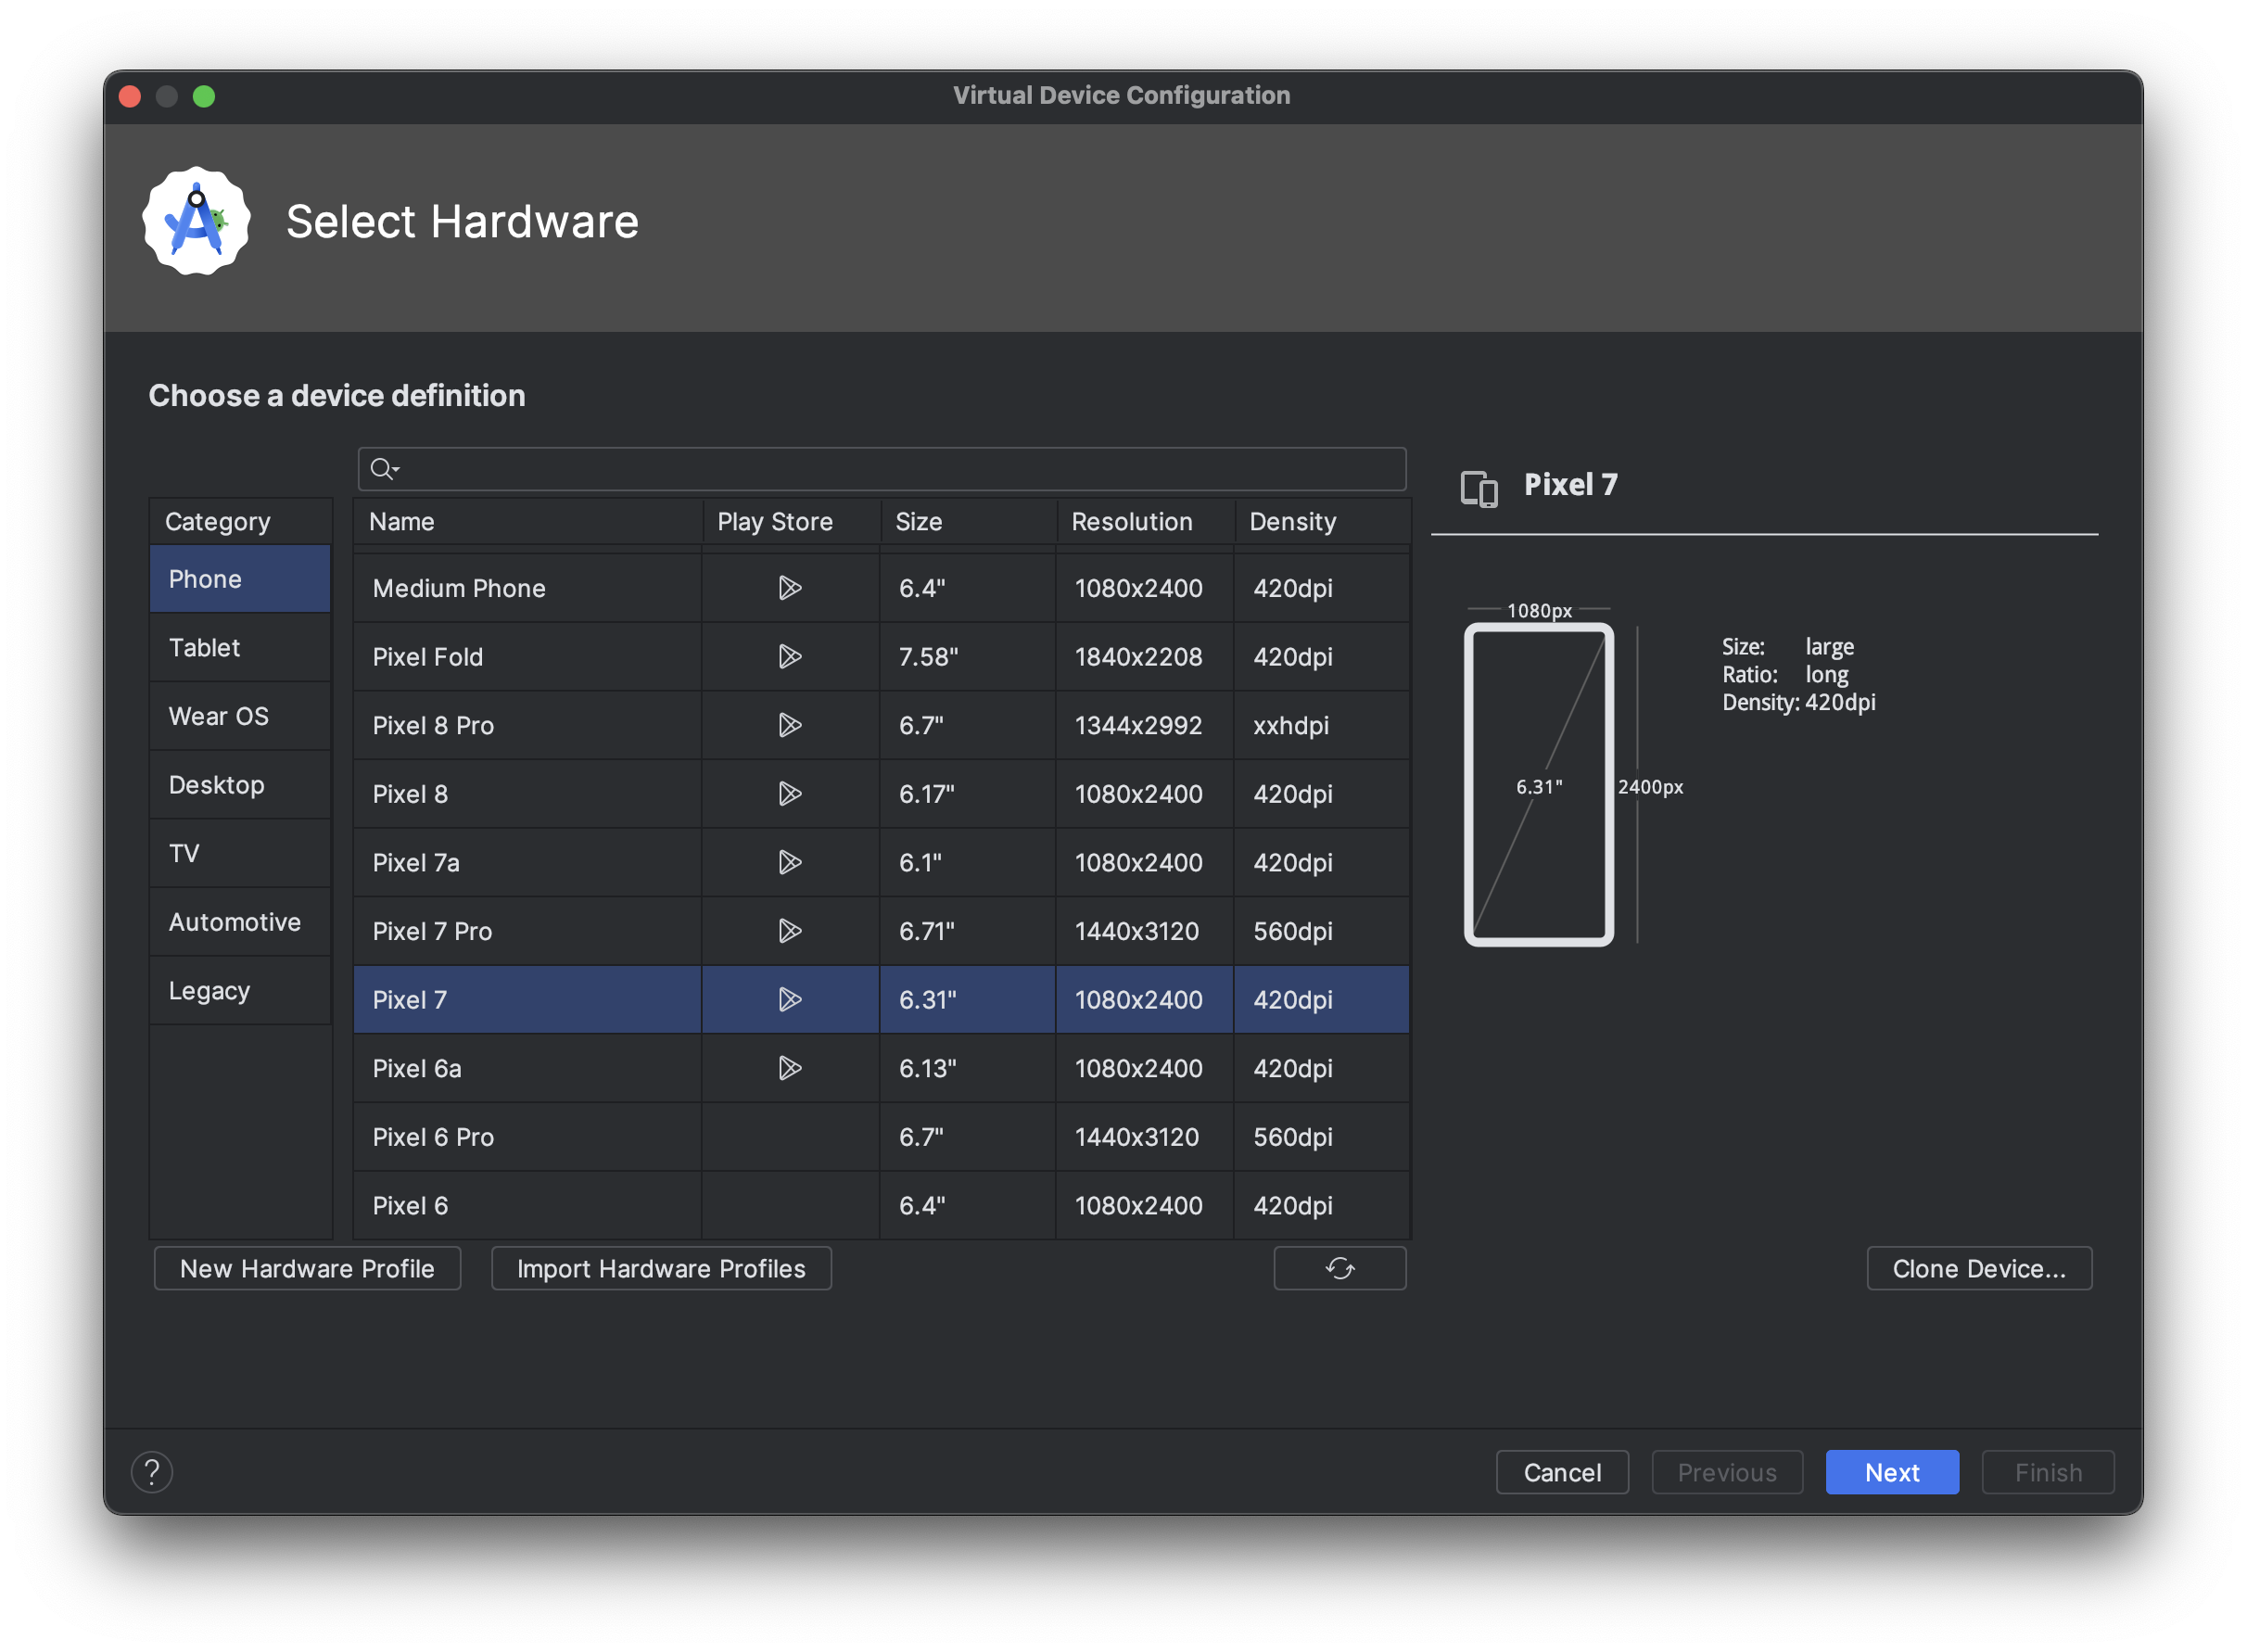 Virtual Device Configuration
Select Hardware
Choose a device definition
Category
Phone
Tablet
Wear OS
Desktop
TV
Automotive
Legacy
Name Play Store Size Resolution Density
Medium Phone 6.4" 1080x2400 420dpi
Pixel Fold 7.58" 1840x2208 420dpi
Pixel 8 Pro 6.7" 1344x2992 xxhdpi
Pixel 8 6.17" 1080x2400 420dpi
Pixel 7a 6.1" 1080x2400 420dpi
Pixel 7 Pro 6.71" 1440x3120 560dpi
Pixel 7 6.31" 1080x2400 420dpi
Pixel 6a 6.13" 1080x2400 420dpi
Pixel 6 Pro 6.7" 1440x3120 560dpi
Pixel 6 6.4" 1080x2400 420dpi
New Hardware Profile Import Hardware Profiles
Pixel 7
1080px
6.31"
2400px
Size: large
Ratio: long
Density: 420dpi
Clone Device...
? Cancel Previous Next Finish